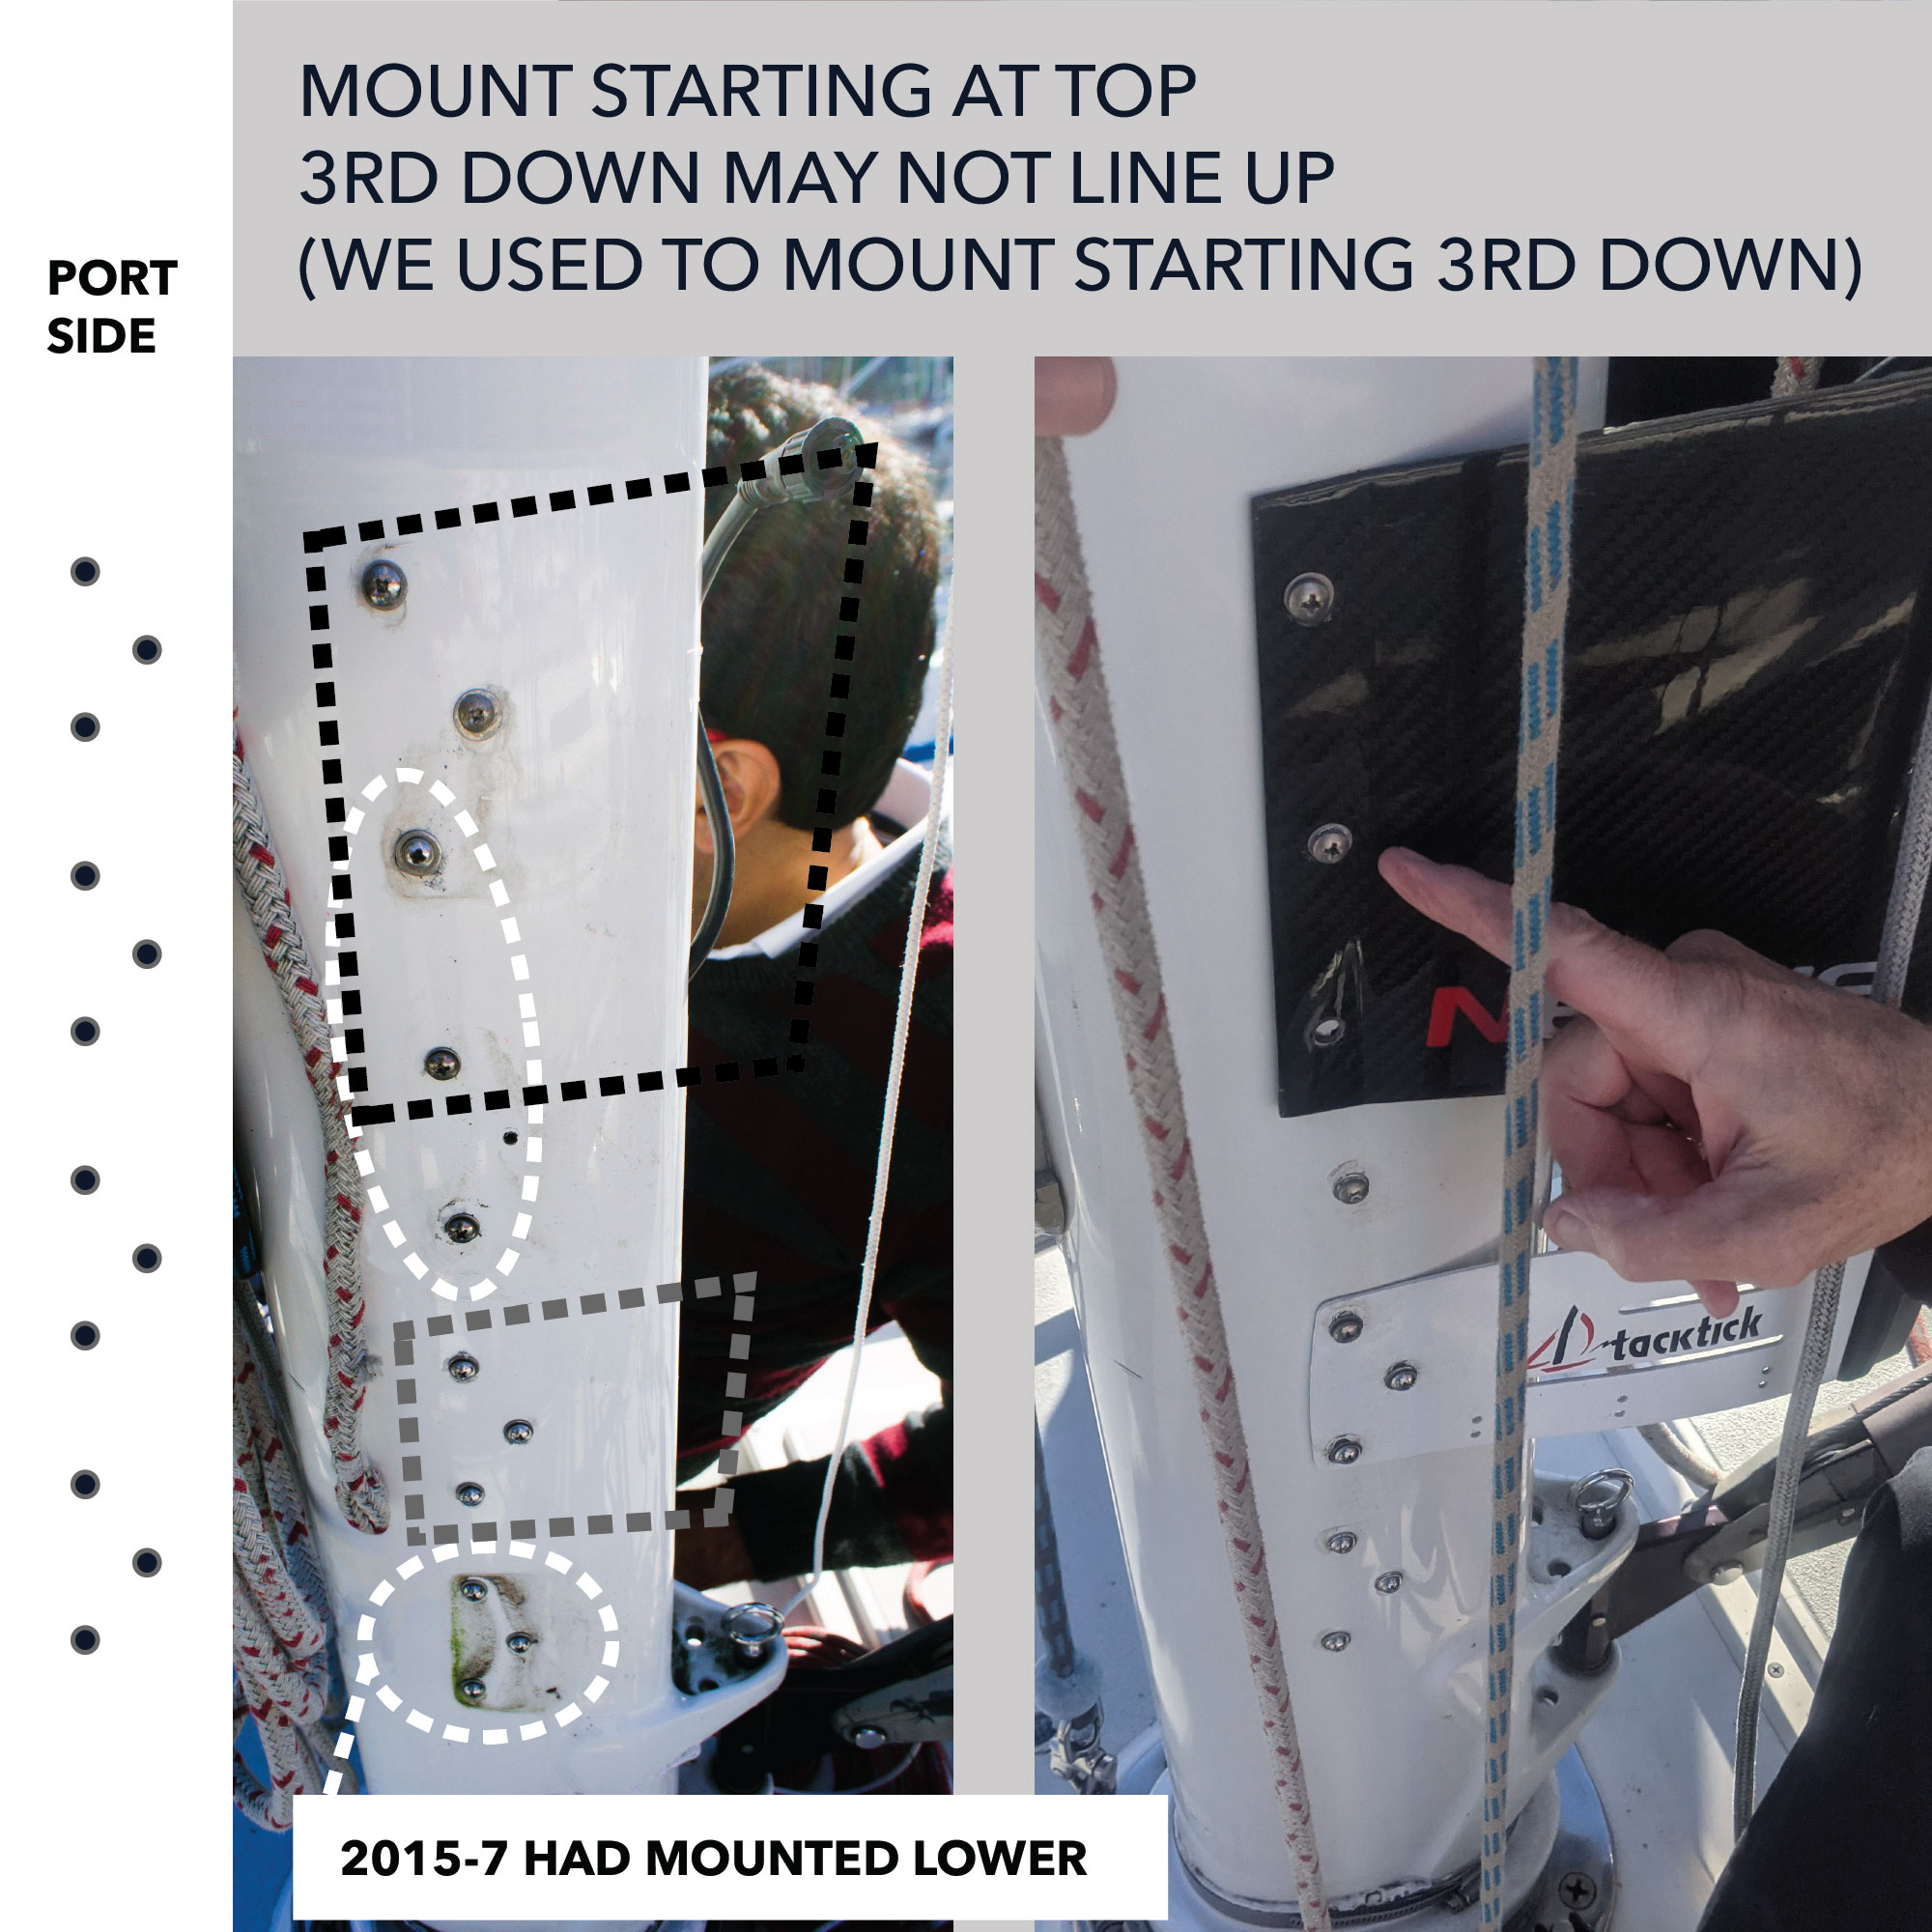 MOUNT STARTING AT TOP
3RD DOWN MAY NOT LINE UP
(WE USED TO MOUNT STARTING 3RD DOWN)
PORT
SIDE
tacktick
2015-7 HAD MOUNTED LOWER